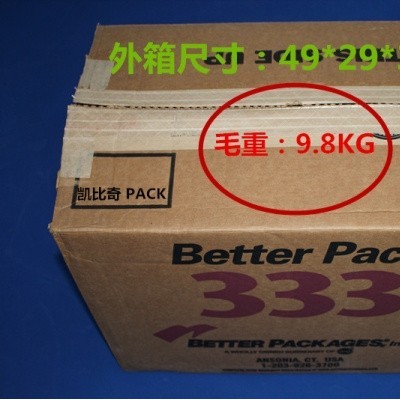 外箱尺寸：49*29*
毛重：9.8KG
凯比奇 PACK
Better Pac
333
BETTER PACKAGES, In
ANSONIA, CT. USA